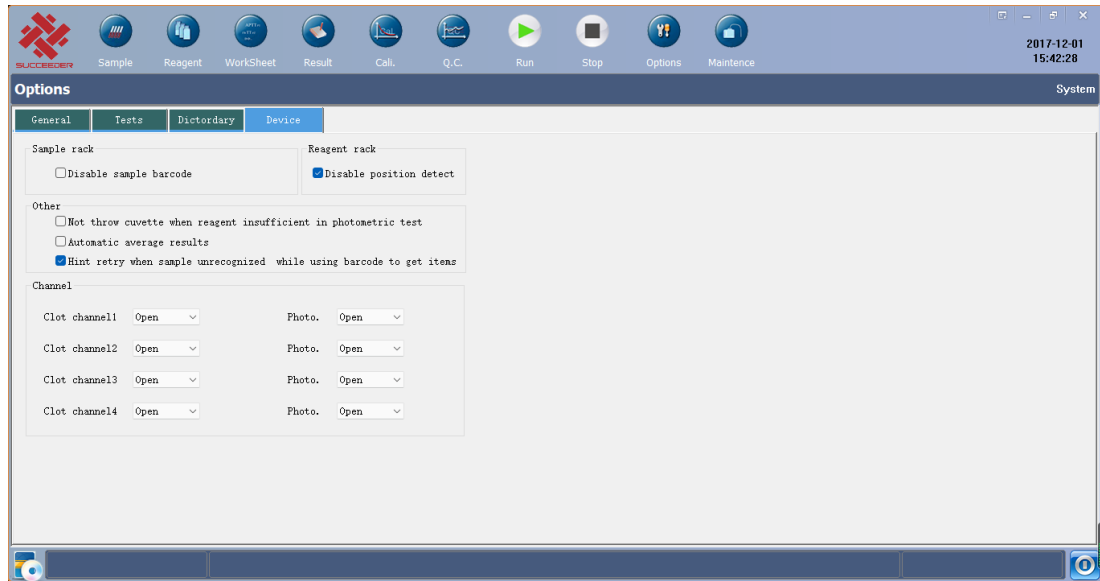 2017-12-01
15:42:28
SUCCEEDER
Sample Reagent WorkSheet Result Cali. Q.C. Run Stop Options Maintence
Options System
General Tests Dictordary Device
Sample rack Reagent rack
Disable sample barcode Disable position detect
Other
Not throw cuvette when reagent insufficient in photometric test
Automatic average results
Hint retry when sample unrecognized while using barcode to get items
Channel
Clot channel1 Open Photo. Open
Clot channel2 Open Photo. Open
Clot channel3 Open Photo. Open
Clot channel4 Open Photo. Open